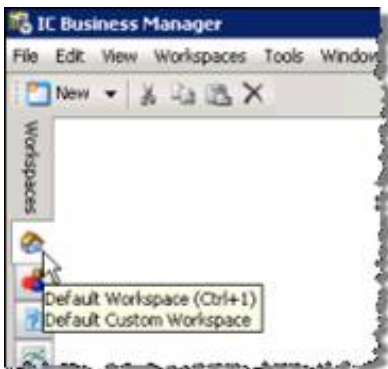 IC Business Manager
File Edit View Workspaces Tools Window
New
Workspaces
Default Workspace (Ctrl+1)
Default Custom Workspace